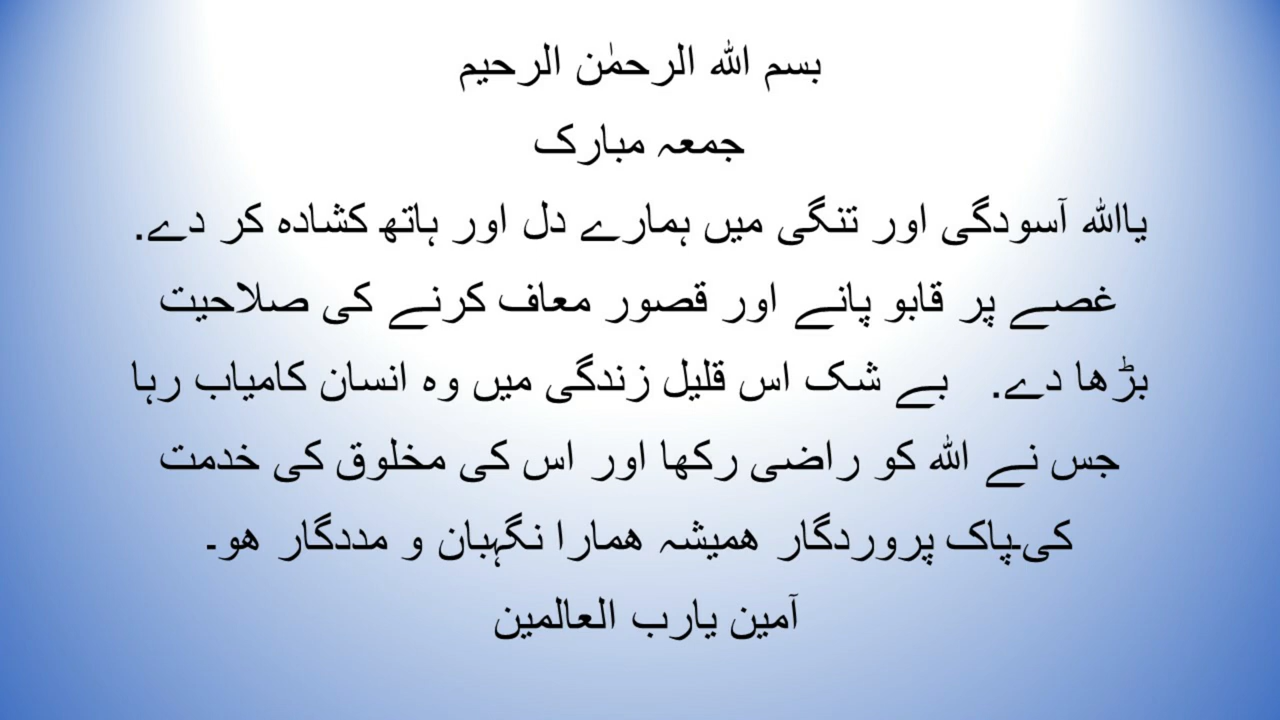 بسم اللہ الرحمٰن الرحیم
جمعہ مبارک
یااللہ آسودگی اور تنگی میں ہمارے دل اور ہاتھ کشادہ کر دے.
غصے پر قابو پانے اور قصور معاف کرنے کی صلاحیت
بڑھا دے. بے شک اس قلیل زندگی میں وہ انسان کامیاب رہا
جس نے اللہ کو راضی رکھا اور اس کی مخلوق کی خدمت
کی۔پاک پروردگار ھمیشہ ھمارا نگہبان و مددگار ھو۔
آمین یارب العالمین